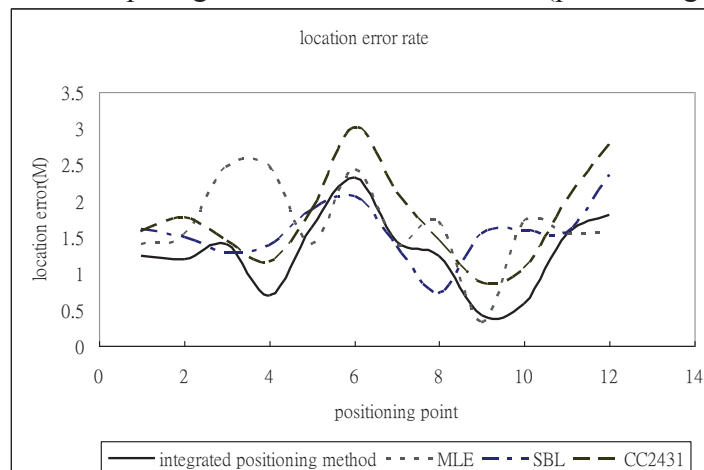 location error rate
3.5
3
2.5
2
1.5
1
0.5
0
location error(M)
0 2 4 6 8 10 12 14
positioning point
integrated positioning method MLE SBL CC2431